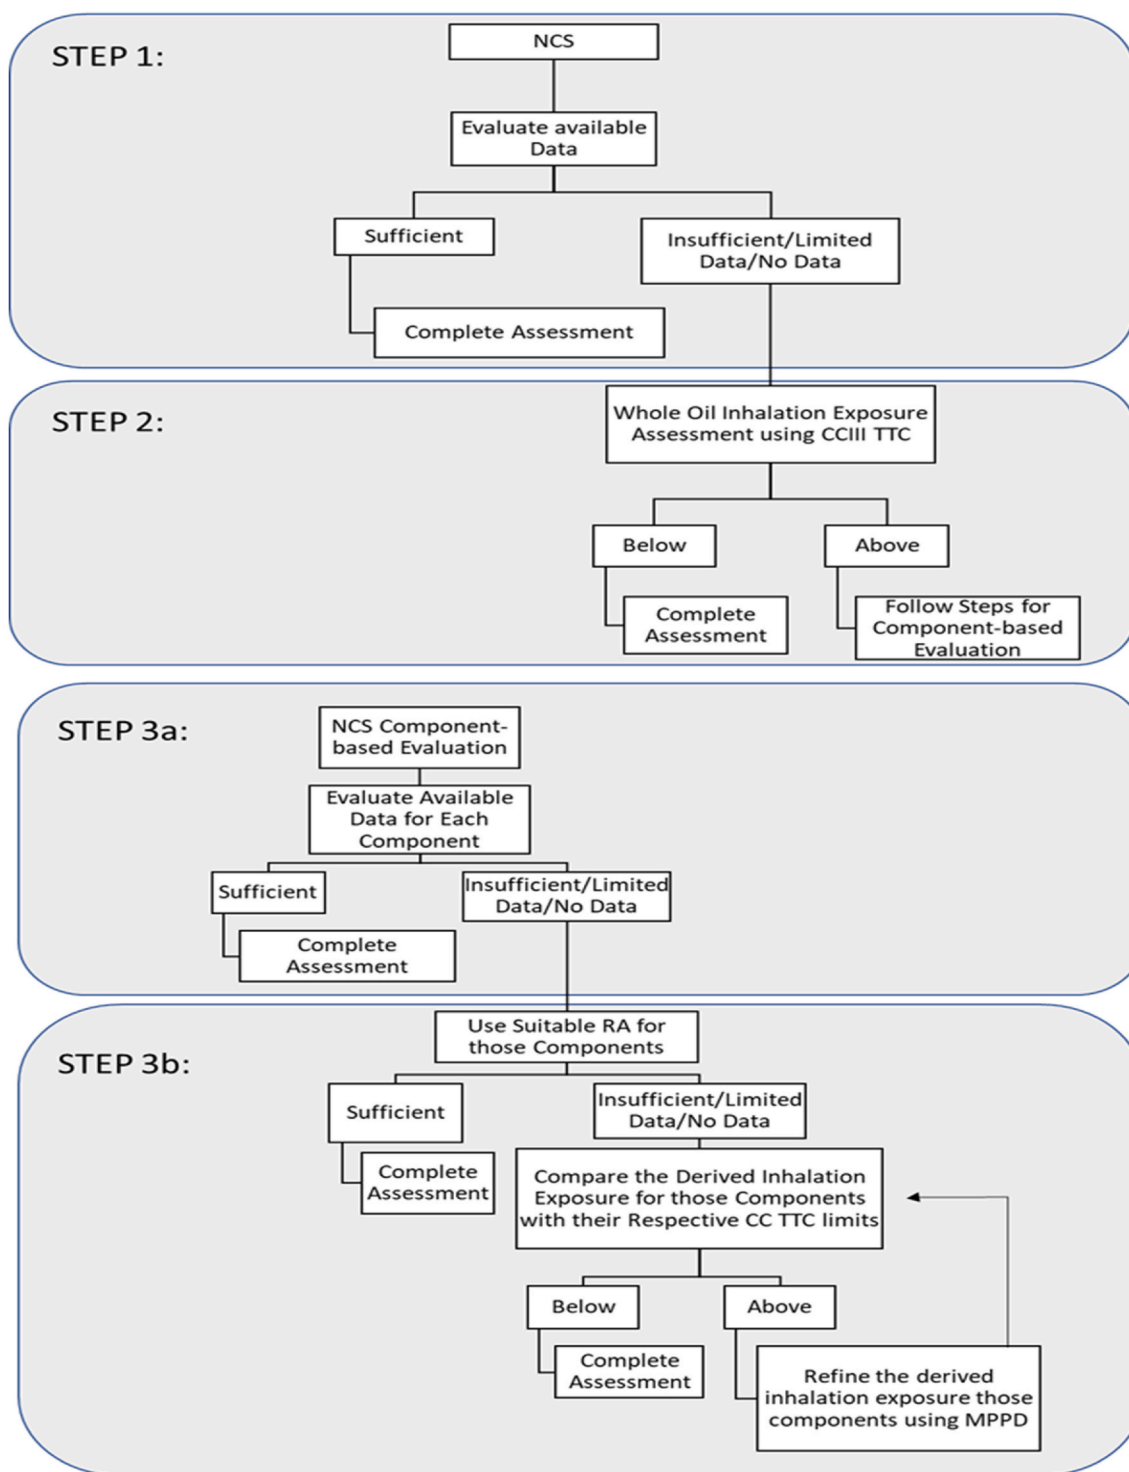 STEP 1:
NCS
Evaluate available
Data
Sufficient
Insufficient/Limited
Data/No Data
Complete Assessment
STEP 2:
Whole Oil Inhalation Exposure
Assessment using CCIII TTC
Below
Above
Complete
Assessment
Follow Steps for
Component-based
Evaluation
STEP 3a:
NCS Component-
based Evaluation
Evaluate Available
Data for Each
Component
Sufficient
Insufficient/Limited
Data/No Data
Complete
Assessment
STEP 3b:
Use Suitable RA for
those Components
Sufficient
Insufficient/Limited
Data/No Data
Complete
Assessment
Compare the Derived Inhalation
Exposure for those Components
with their Respective CC TTC limits
Below
Above
Complete
Assessment
Refine the derived
inhalation exposure those
components using MPPD